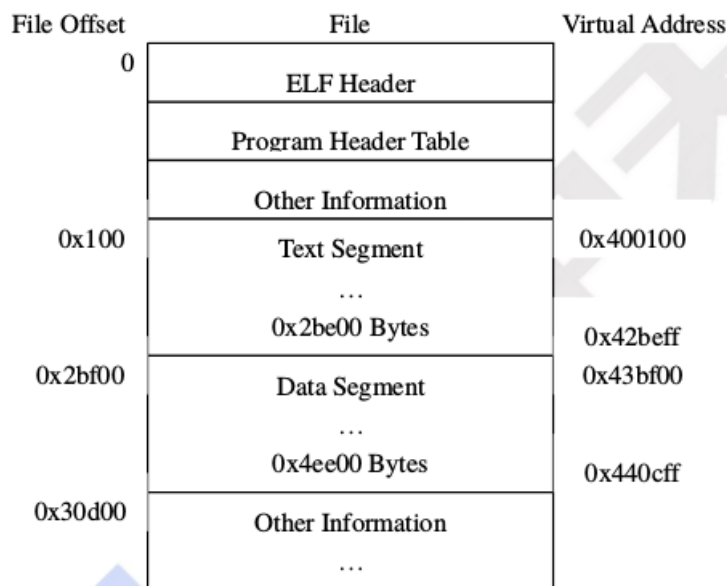 File Offset File Virtual Address
0
ELF Header
Program Header Table
Other Information
0x100 Text Segment 0x400100
...
0x2be00 Bytes 0x42beff
0x2bf00 Data Segment 0x43bf00
...
0x4ee00 Bytes 0x440cff
0x30d00 Other Information
...